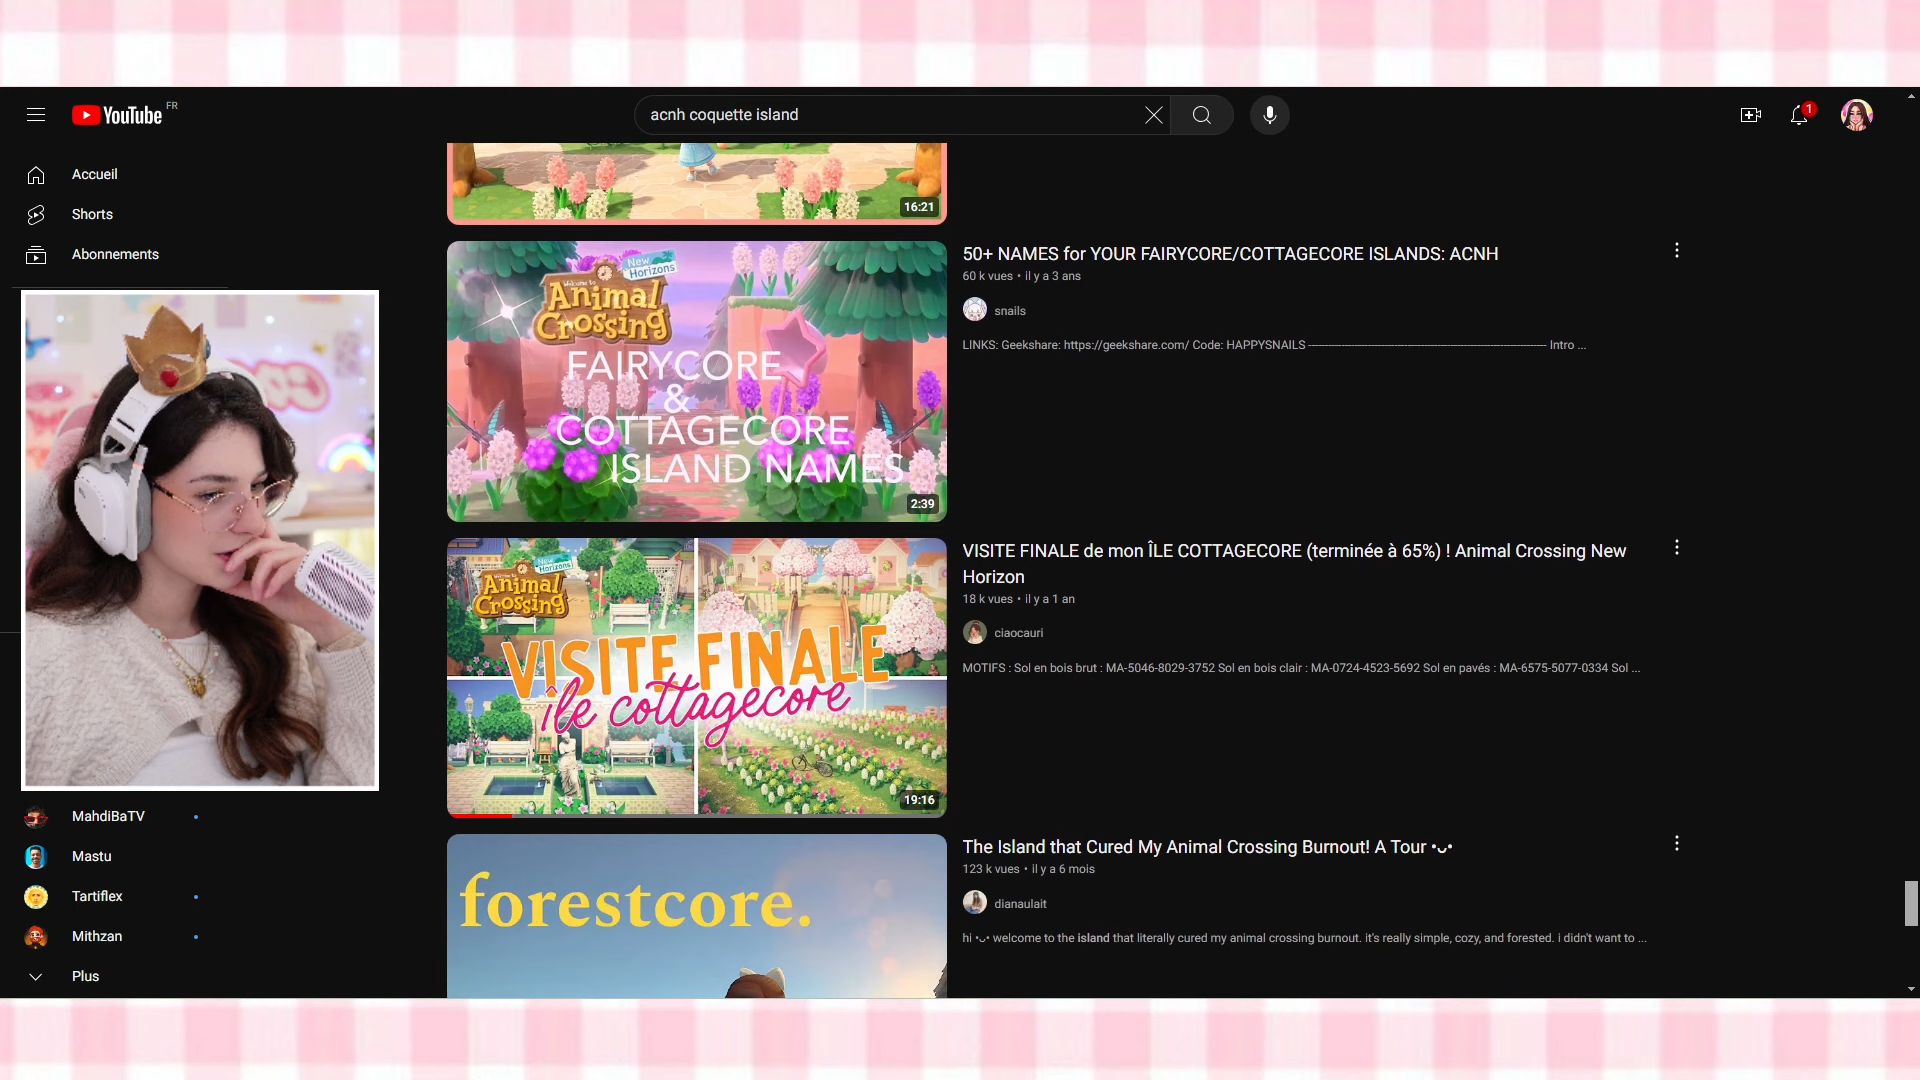 YouTube FR
acnh coquette island
1
Accueil
Shorts
Abonnements
MahdiBaTV
Mastu
Tartiflex
Mithzan
Plus
16:21
New Horizons
Welcome to
Animal Crossing
FAIRYCORE
&
COTTAGECORE
ISLAND NAMES
2:39
50+ NAMES for YOUR FAIRYCORE/COTTAGECORE ISLANDS: ACNH
60 k vues • il y a 3 ans
snails
LINKS: Geekshare: https://geekshare.com/ Code: HAPPYSNAILS ---------------------------------------------------------------- Intro ...
New Horizons
Welcome to
Animal Crossing
VISITE FINALE
île cottagecore
19:16
VISITE FINALE de mon ÎLE COTTAGECORE (terminée à 65%) ! Animal Crossing New
Horizon
18 k vues • il y a 1 an
ciaocauri
MOTIFS : Sol en bois brut : MA-5046-8029-3752 Sol en bois clair : MA-0724-4523-5692 Sol en pavés : MA-6575-5077-0334 Sol ...
forestcore.
The Island that Cured My Animal Crossing Burnout! A Tour •ᴗ•
123 k vues • il y a 6 mois
dianaulait
hi •ᴗ• welcome to the island that literally cured my animal crossing burnout. it's really simple, cozy, and forested. i didn't want to ...